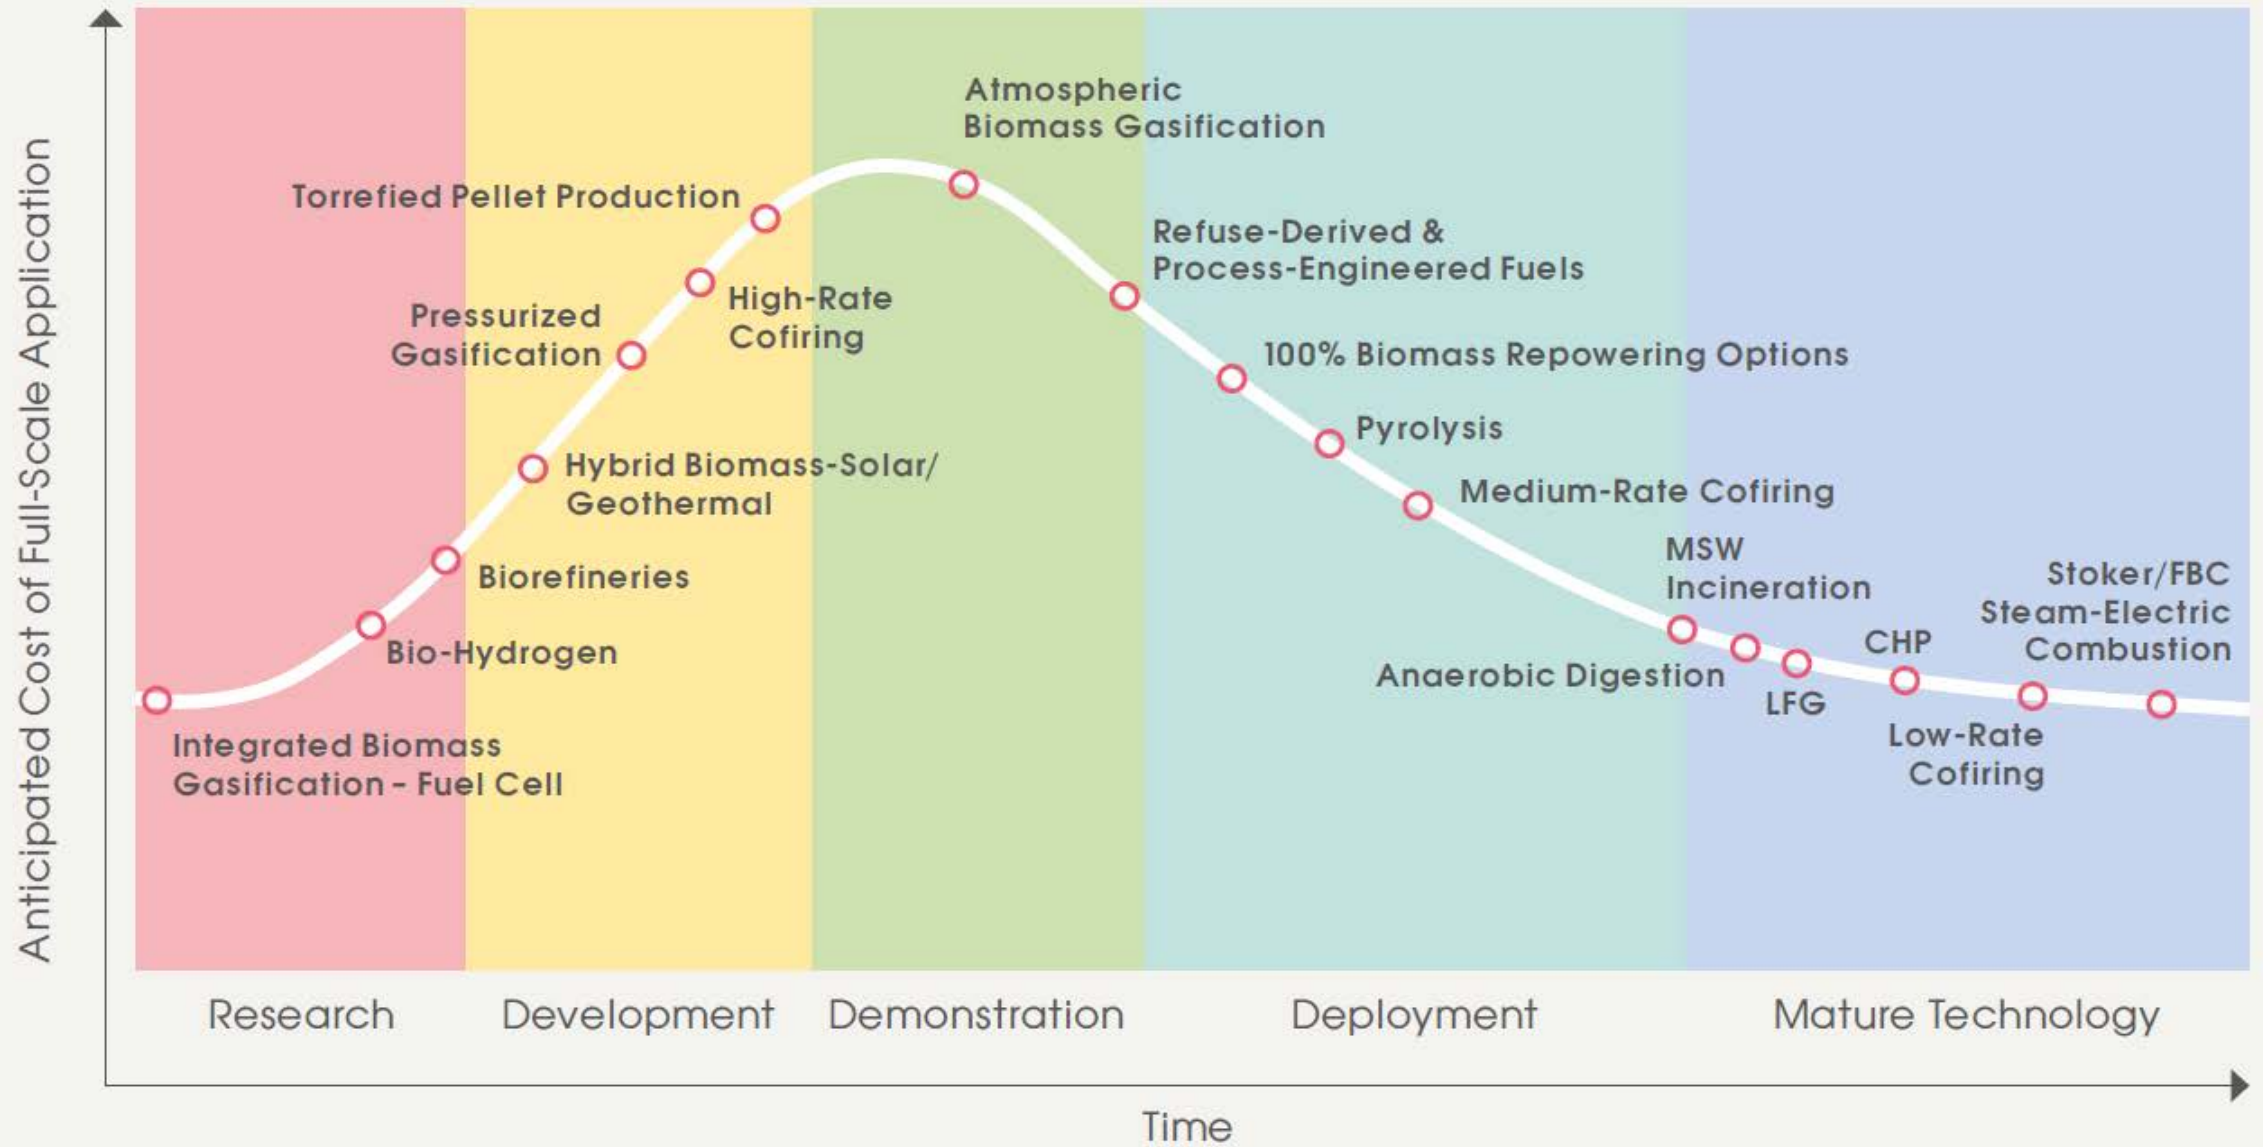 Anticipated Cost of Full-Scale Application
Atmospheric
Biomass Gasification
Torrefied Pellet Production
Refuse-Derived &
Process-Engineered Fuels
High-Rate
Cofiring
Pressurized
Gasification
100% Biomass Repowering Options
Pyrolysis
Hybrid Biomass-Solar/
Geothermal
Medium-Rate Cofiring
MSW
Incineration
Stoker/FBC
Steam-Electric
Combustion
Biorefineries
CHP
Bio-Hydrogen
Anaerobic Digestion
LFG
Low-Rate
Cofiring
Integrated Biomass
Gasification – Fuel Cell
Research
Development
Demonstration
Deployment
Mature Technology
Time